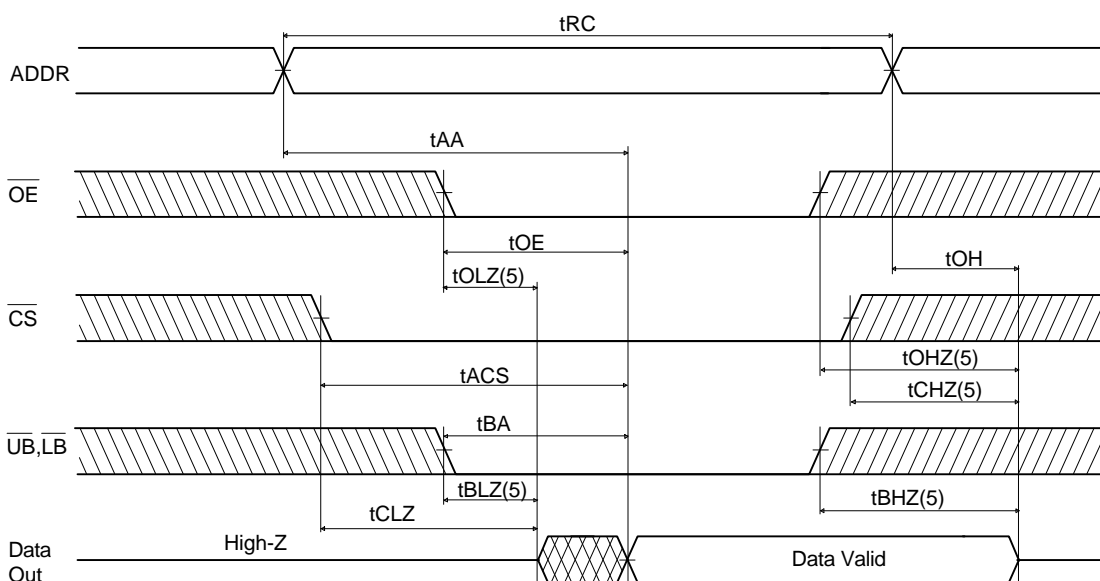 tRC
ADDR
tAA
OE
tOE
tOH
tOLZ(5)
CS
tOHZ(5)
tACS
tCHZ(5)
tBA
UB,LB
tBLZ(5)
tBHZ(5)
tCLZ
High-Z
Data
Out
Data Valid